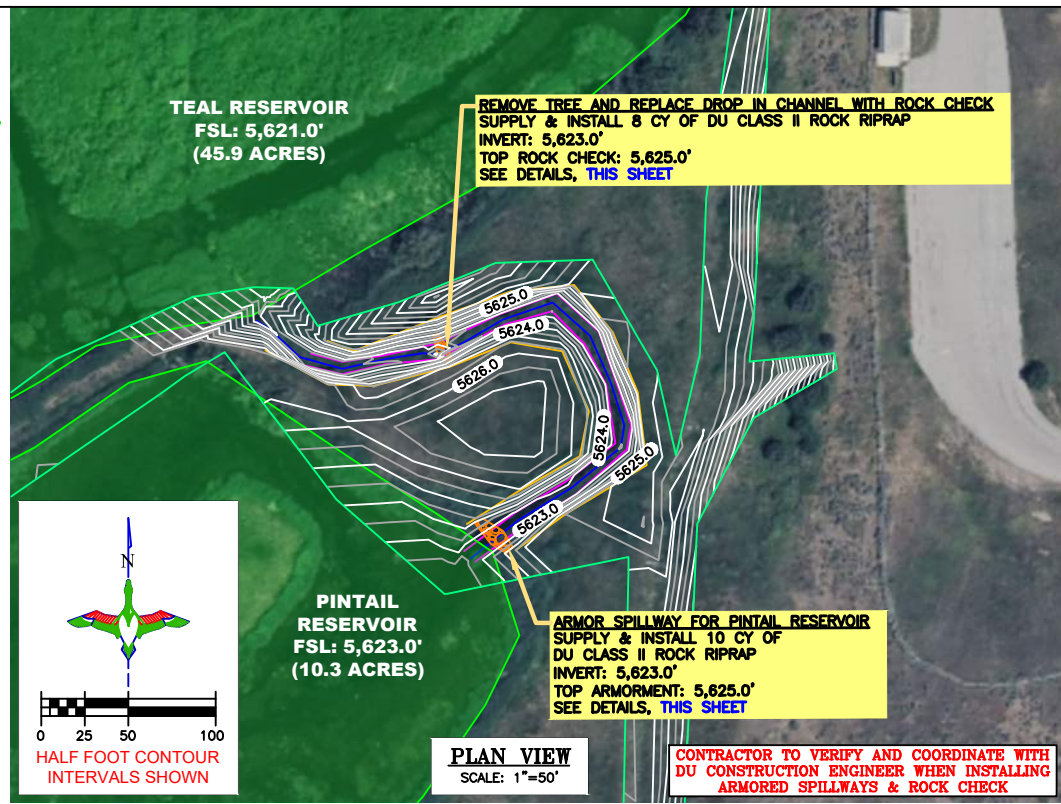 TEAL RESERVOIR
FSL: 5,621.0'
(45.9 ACRES)
REMOVE TREE AND REPLACE DROP IN CHANNEL WITH ROCK CHECK
SUPPLY & INSTALL 8 CY OF DU CLASS II ROCK RIPRAP
INVERT: 5,623.0'
TOP ROCK CHECK: 5,625.0'
SEE DETAILS, THIS SHEET
5625.0
5624.0
5626.0
5624.0
5625.0
5623.0
N
0 25 50 100
HALF FOOT CONTOUR
INTERVALS SHOWN
PINTAIL
RESERVOIR
FSL: 5,623.0'
(10.3 ACRES)
ARMOR SPILLWAY FOR PINTAIL RESERVOIR
SUPPLY & INSTALL 10 CY OF
DU CLASS II ROCK RIPRAP
INVERT: 5,623.0'
TOP ARMORMENT: 5,625.0'
SEE DETAILS, THIS SHEET
PLAN VIEW
SCALE: 1"=50'
CONTRACTOR TO VERIFY AND COORDINATE WITH
DU CONSTRUCTION ENGINEER WHEN INSTALLING
ARMORED SPILLWAYS & ROCK CHECK